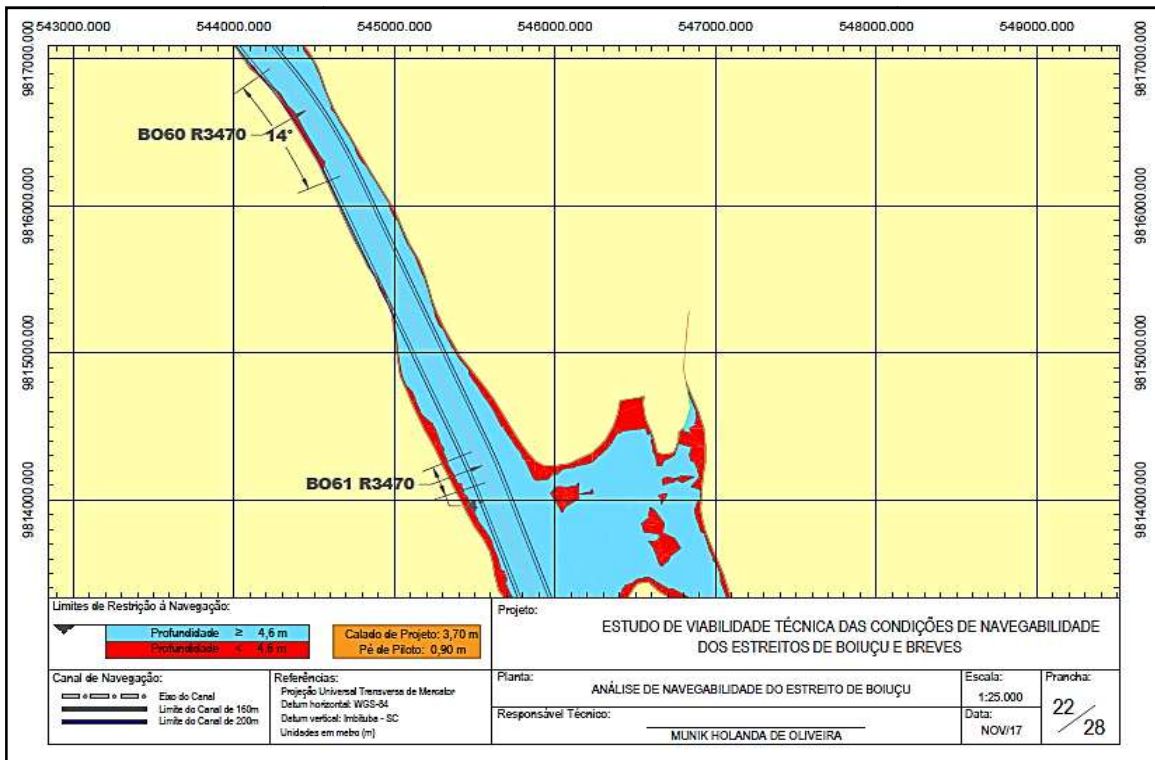 543000.000 544000.000 545000.000 546000.000 547000.000 548000.000 549000.000
9817000.000 9817000.000
BO60 R3470 14°
9816000.000 9816000.000
9815000.000 9815000.000
BO61 R3470
9814000.000 9814000.000
Limites de Restrição á Navegação:
Profundidade ≥ 4,6 m
Profundidade < 4,6 m
Calado de Projeto: 3,70 m
Pé de Piloto: 0,90 m
Canal de Navegação:
Eixo do Canal
Limite do Canal de 160m
Limite do Canal de 200m
Referências:
Projeção Universal Transversa de Mercator
Datum horizontal: WGS-84
Datum vertical: Imbituba - SC
Unidades em metro (m)
Projeto:
ESTUDO DE VIABILIDADE TÉCNICA DAS CONDIÇÕES DE NAVEGABILIDADE
DOS ESTREITOS DE BOIUÇU E BREVES
Planta:
ANÁLISE DE NAVEGABILIDADE DO ESTREITO DE BOIUÇU
Responsável Técnico:
MUNIK HOLANDA DE OLIVEIRA
Escala:
1:25.000
Data:
NOV/17
Prancha:
22/28